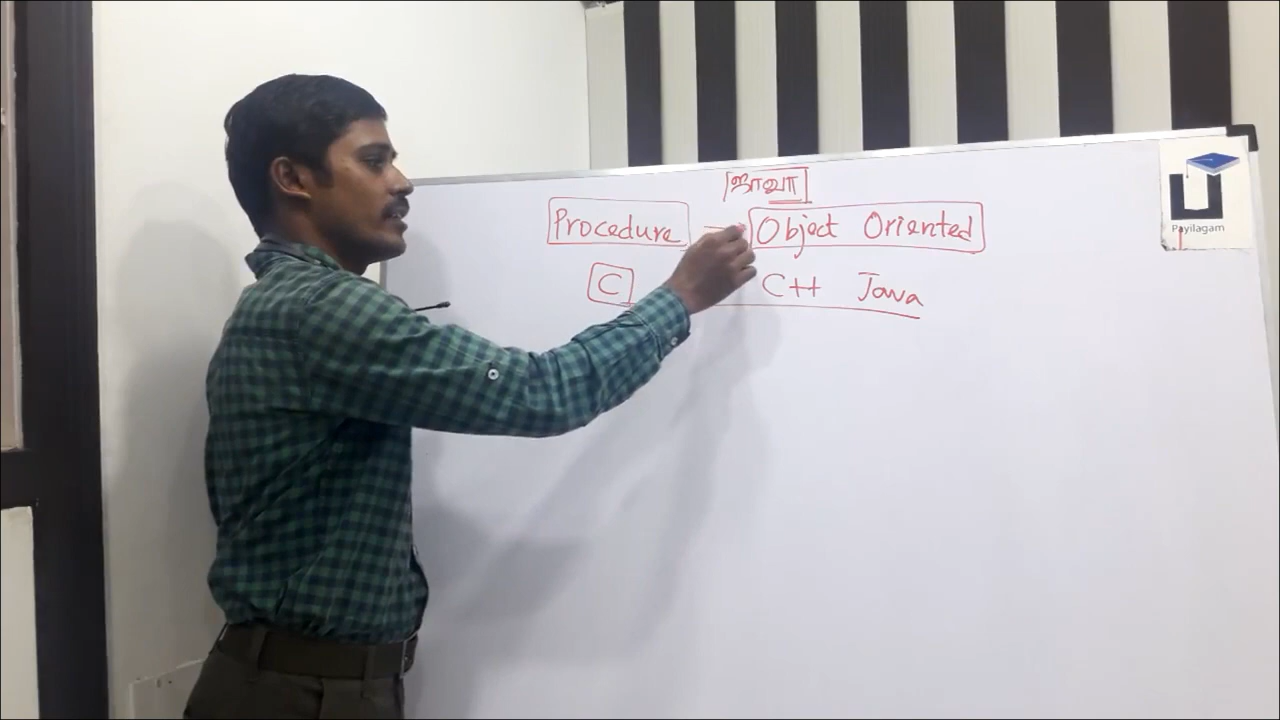 ஜாவா
Procedure → Object Oriented
C C++ Java
Payilagam